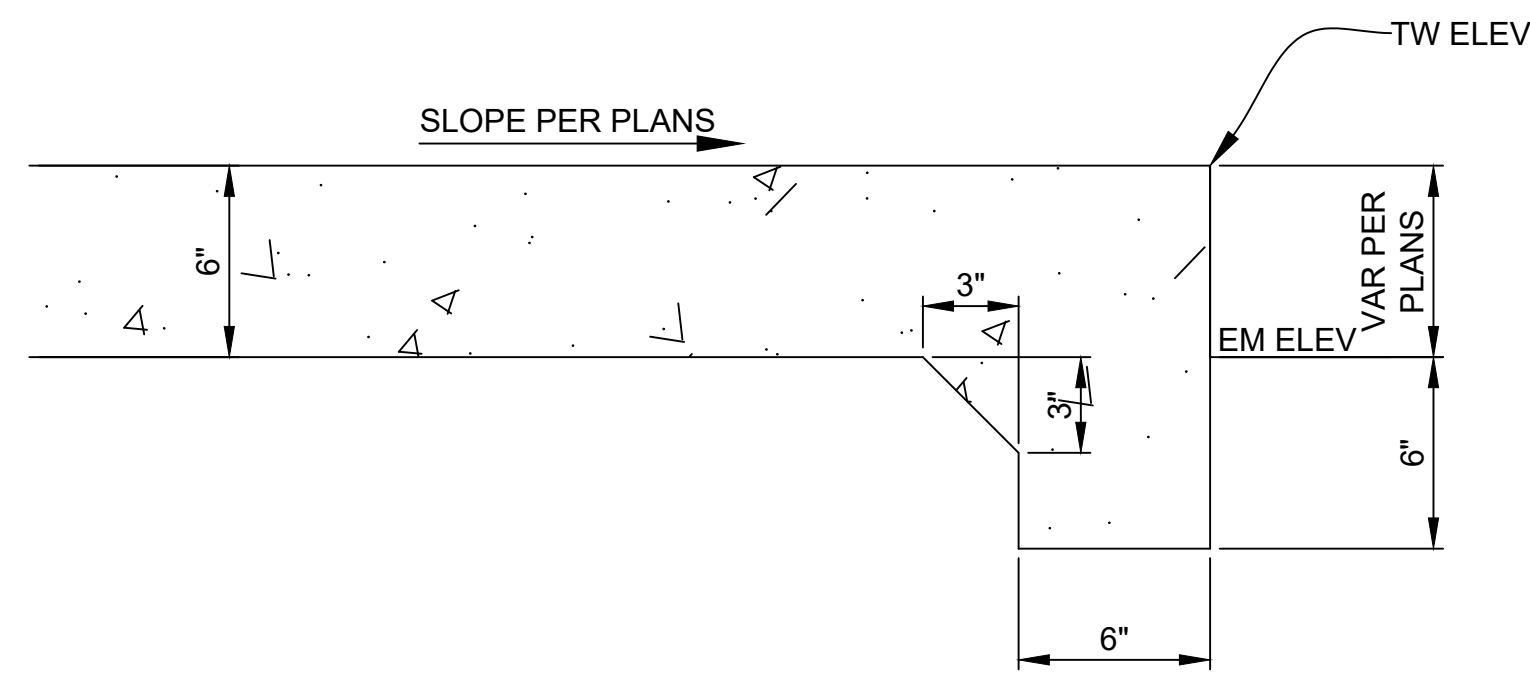 TW ELEV
SLOPE PER PLANS
6"
3"
VAR PER
PLANS
EM ELEV
3"
6"
6"